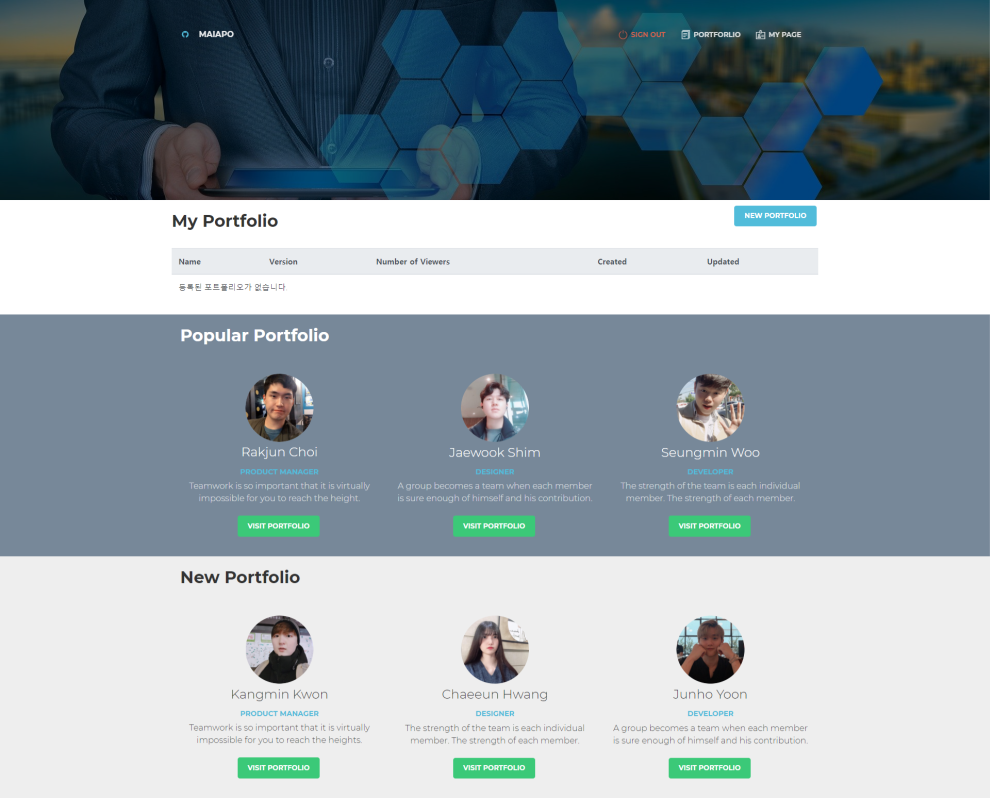 MAIAPO
SIGN OUT PORTFORLIO MY PAGE
My Portfolio
NEW PORTFOLIO
Name Version Number of Viewers Created Updated
등록된 포트폴리오가 없습니다
Popular Portfolio
Rakjun Choi
PRODUCT MANAGER
Teamwork is so important that it is virtually
impossible for you to reach the height.
VISIT PORTFOLIO
Jaewook Shim
DESIGNER
A group becomes a team when each member
is sure enough of himself and his contribution.
VISIT PORTFOLIO
Seungmin Woo
DEVELOPER
The strength of the team is each individual
member. The strength of each member.
VISIT PORTFOLIO
New Portfolio
Kangmin Kwon
PRODUCT MANAGER
Teamwork is so important that it is virtually
impossible for you to reach the heights.
VISIT PORTFOLIO
Chaeeun Hwang
DESIGNER
The strength of the team is each individual
member. The strength of each member.
VISIT PORTFOLIO
Junho Yoon
DEVELOPER
A group becomes a team when each member
is sure enough of himself and his contribution.
VISIT PORTFOLIO